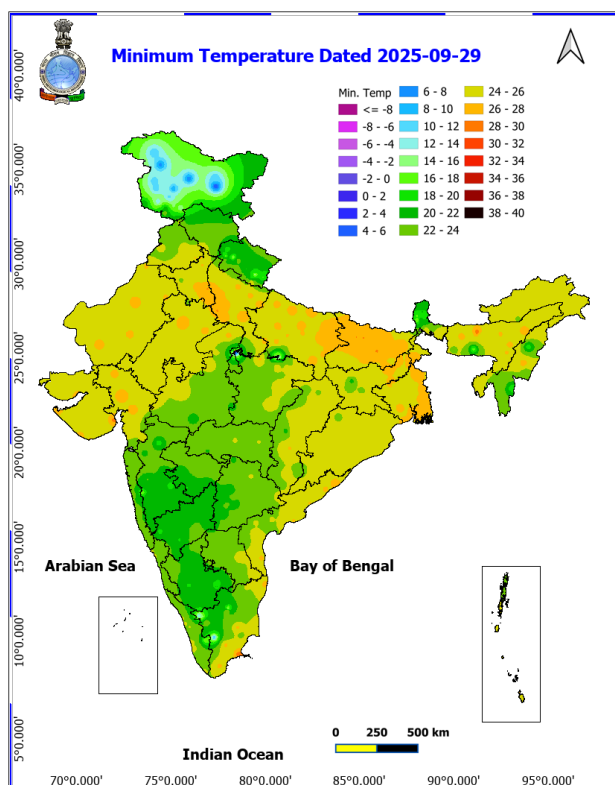 Minimum Temperature Dated 2025-09-29
Min. Temp
<= -8
-8 - -6
-6 - -4
-4 - -2
-2 - 0
0 - 2
2 - 4
4 - 6
6 - 8
8 - 10
10 - 12
12 - 14
14 - 16
16 - 18
18 - 20
20 - 22
22 - 24
24 - 26
26 - 28
28 - 30
30 - 32
32 - 34
34 - 36
36 - 38
38 - 40
40°0.000'
35°0.000'
30°0.000'
25°0.000'
20°0.000'
15°0.000'
10°0.000'
5°0.000'
Arabian Sea
Bay of Bengal
Indian Ocean
0 250 500 km
70°0.000' 75°0.000' 80°0.000' 85°0.000' 90°0.000' 95°0.000'